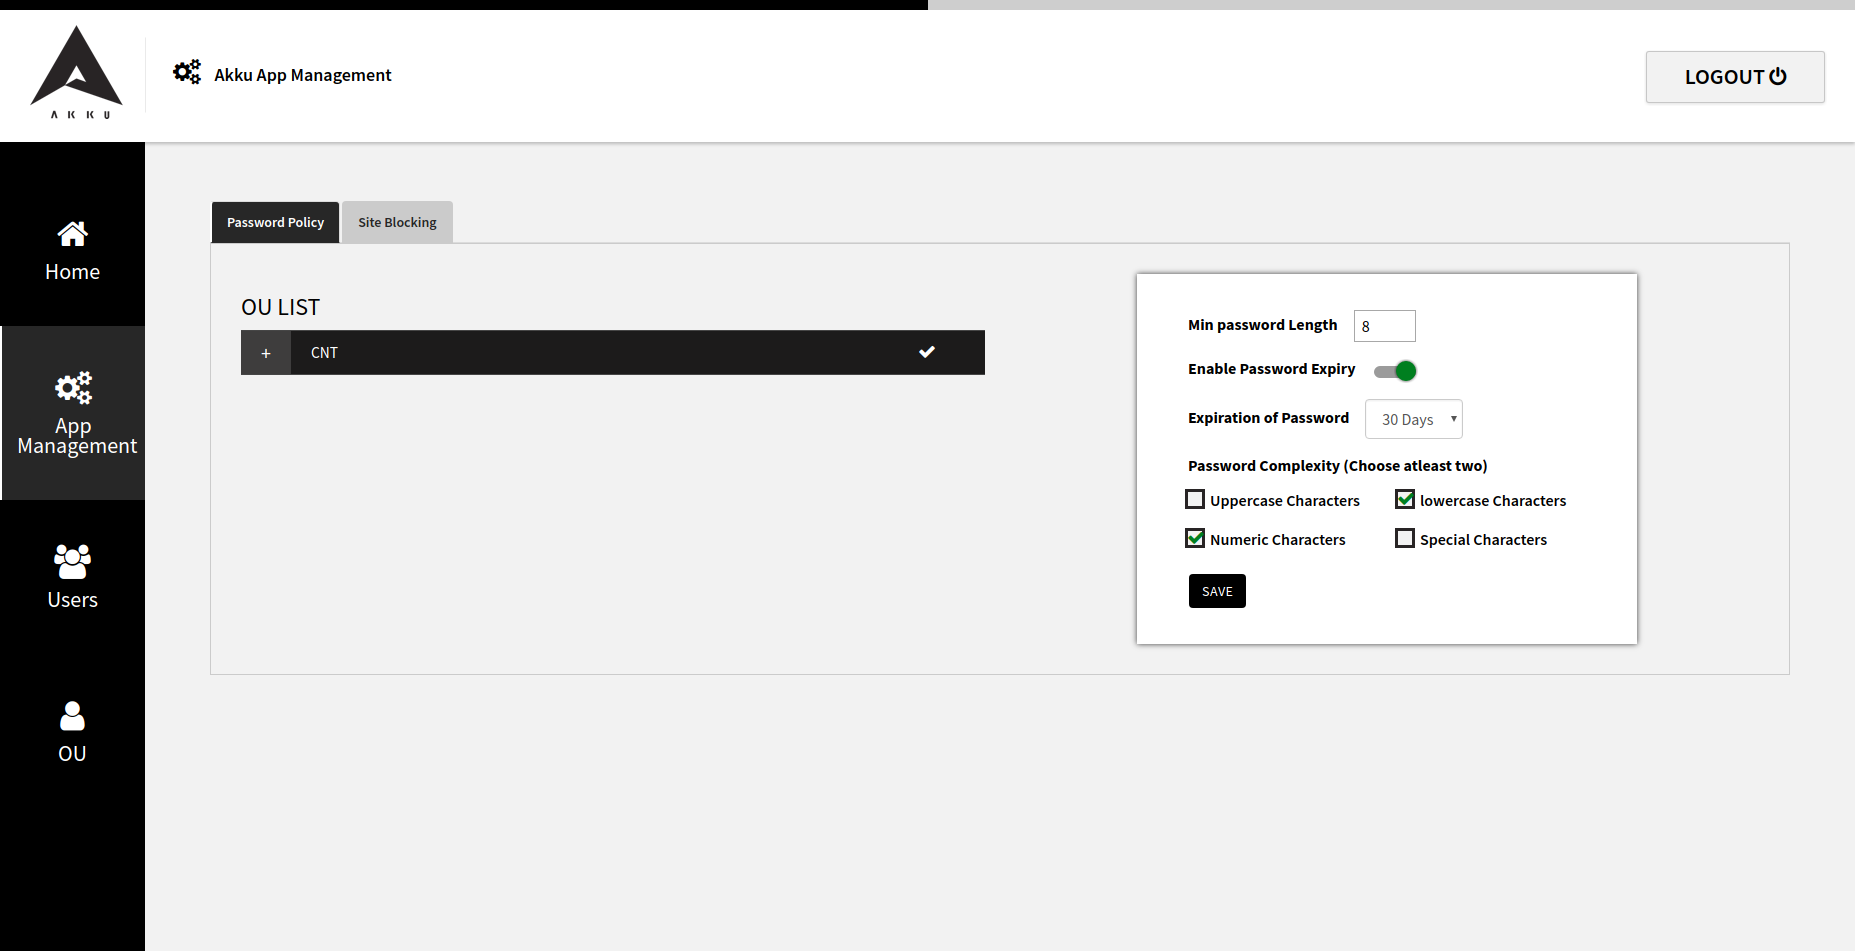 AKKU
Akku App Management
LOGOUT
Home
App
Management
Users
OU
Password Policy
Site Blocking
OU LIST
+ CNT
Min password Length 8
Enable Password Expiry
Expiration of Password 30 Days
Password Complexity (Choose atleast two)
Uppercase Characters
lowercase Characters
Numeric Characters
Special Characters
SAVE